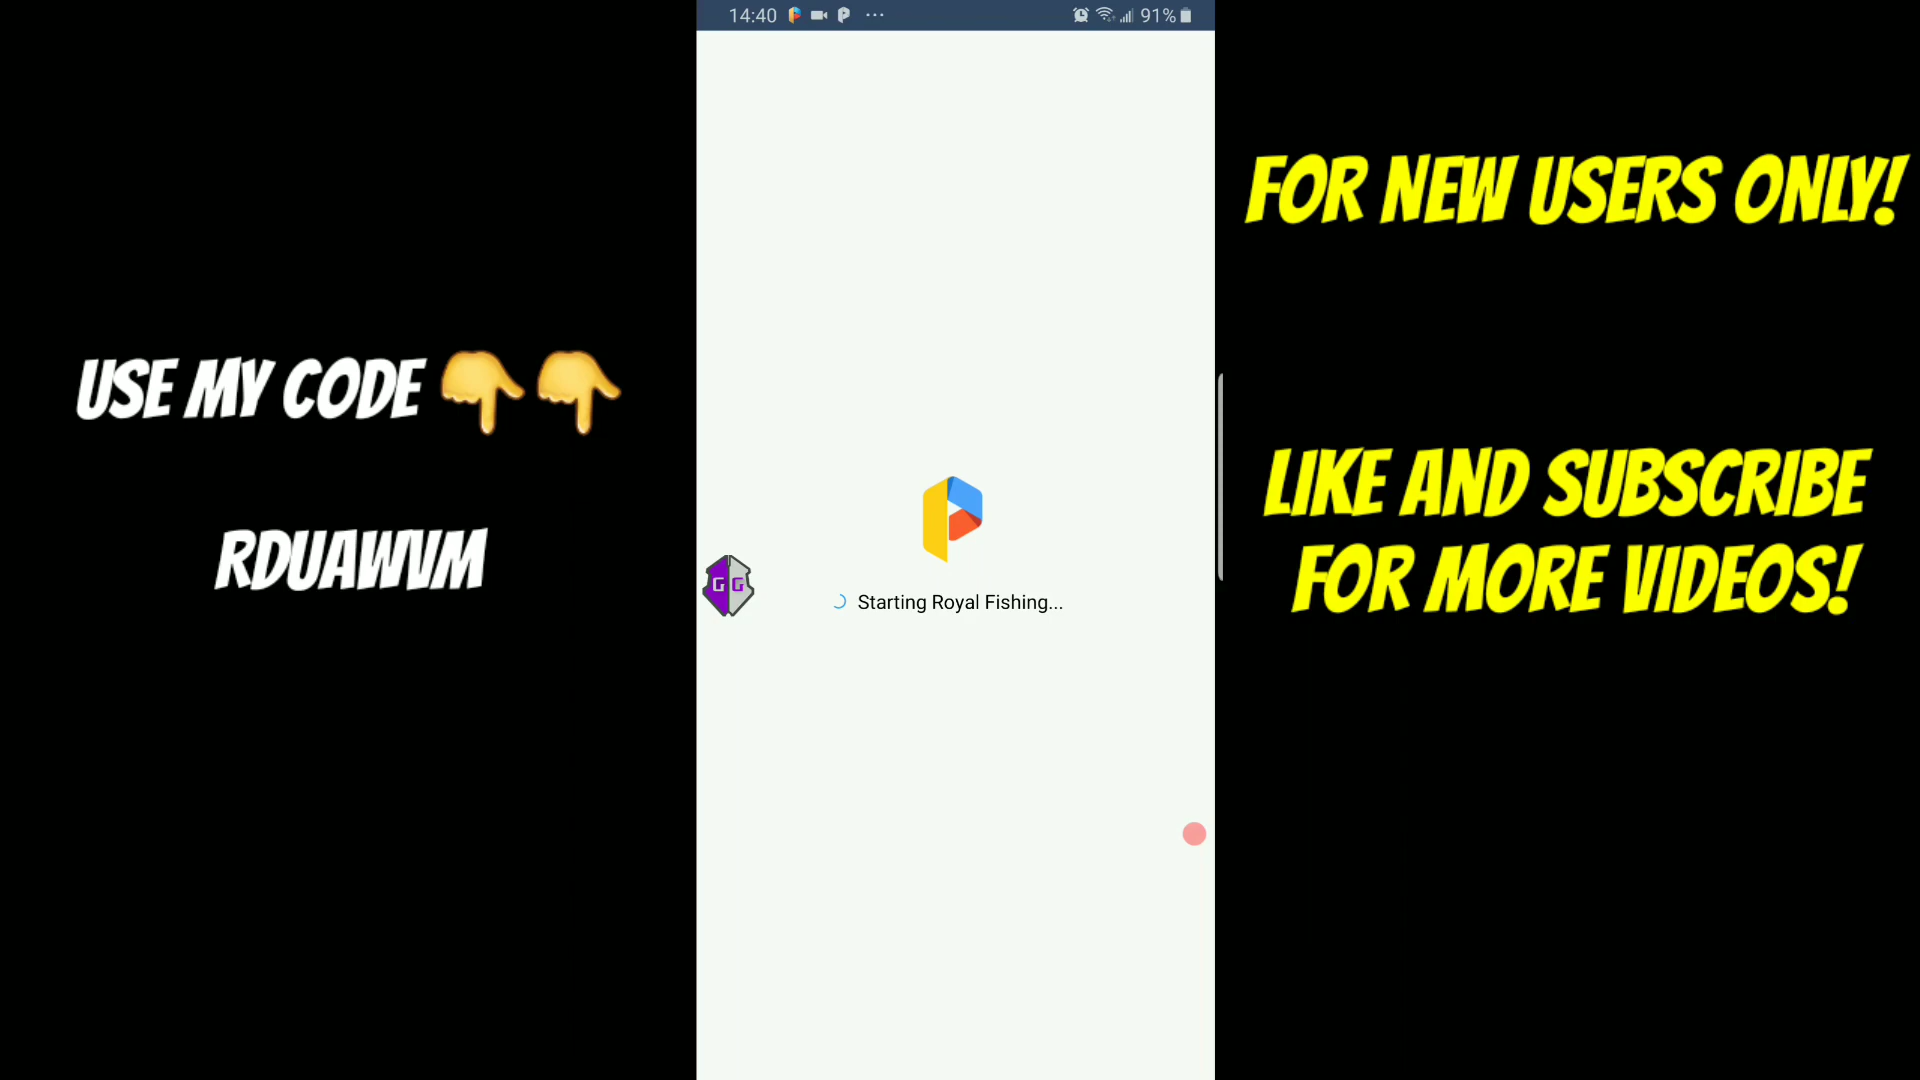 14:40
91%
FOR NEW USERS ONLY!
USE MY CODE 👇👇
RDUAWVM
GG
Starting Royal Fishing...
LIKE AND SUBSCRIBE
FOR MORE VIDEOS!